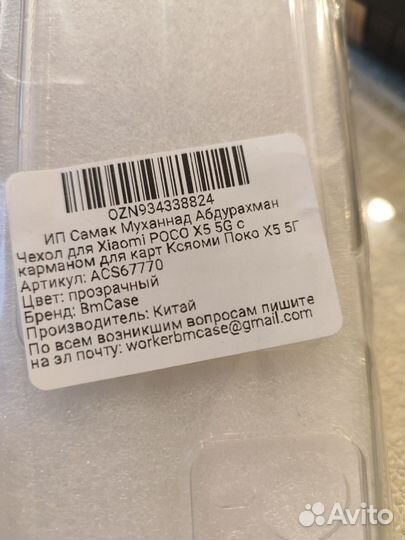 OZN934338824
ИП Самак Муханнад Абдурахман
Чехол для Xiaomi POCO X5 5G с
карманом для карт Ксяоми Поко X5 5Г
Артикул: ACS67770
Цвет: прозрачный
Бренд: BmCase
Производитель: Китай
По всем возникшим вопросам пишите
на эл почту: workerbmcase@gmail.com
Avito